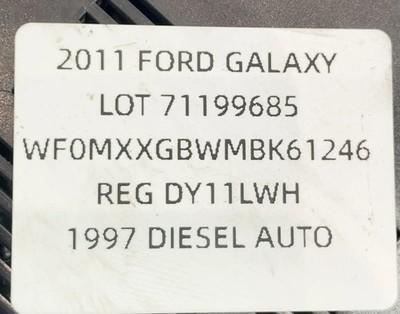 2011 FORD GALAXY
LOT 71199685
WF0MXXGBWMBK61246
REG DY11LWH
1997 DIESEL AUTO